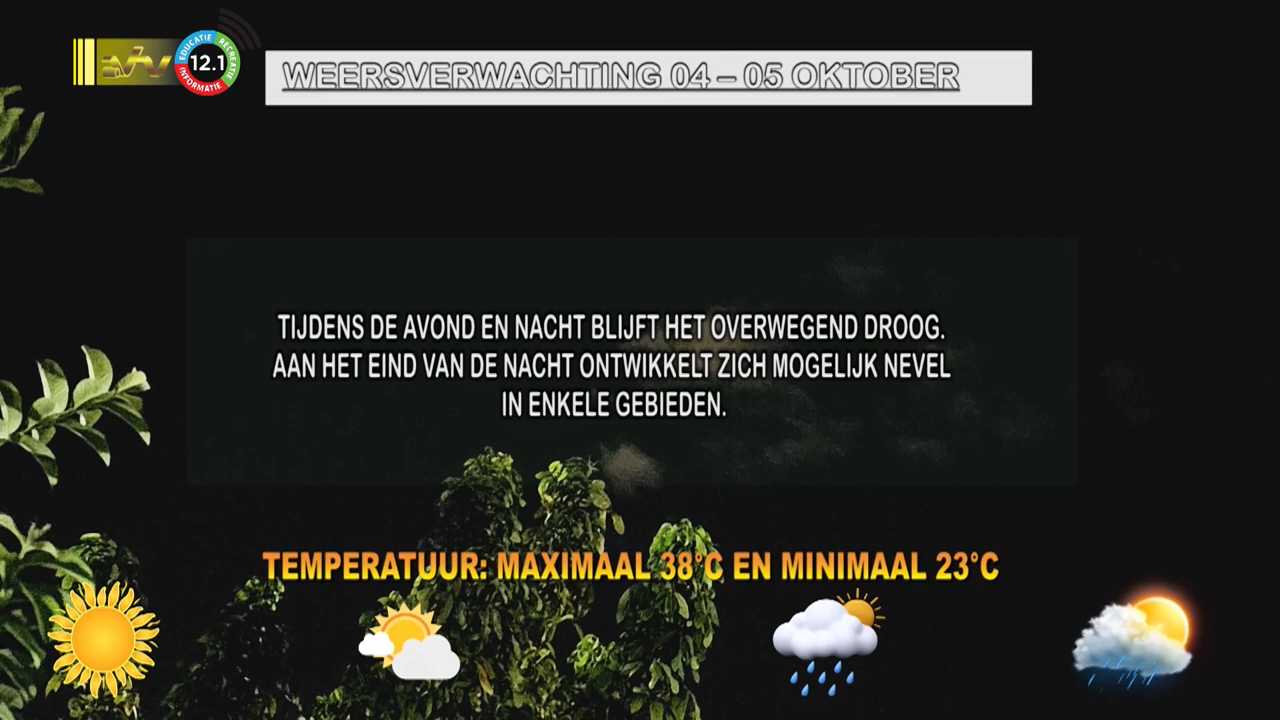 EDUCATIE
RECREATIE
INFORMATIE
12.1
WEERSVERWACHTING 04 – 05 OKTOBER
TIJDENS DE AVOND EN NACHT BLIJFT HET OVERWEGEND DROOG.
AAN HET EIND VAN DE NACHT ONTWIKKELT ZICH MOGELIJK NEVEL
IN ENKELE GEBIEDEN.
TEMPERATUUR: MAXIMAAL 38°C EN MINIMAAL 23°C